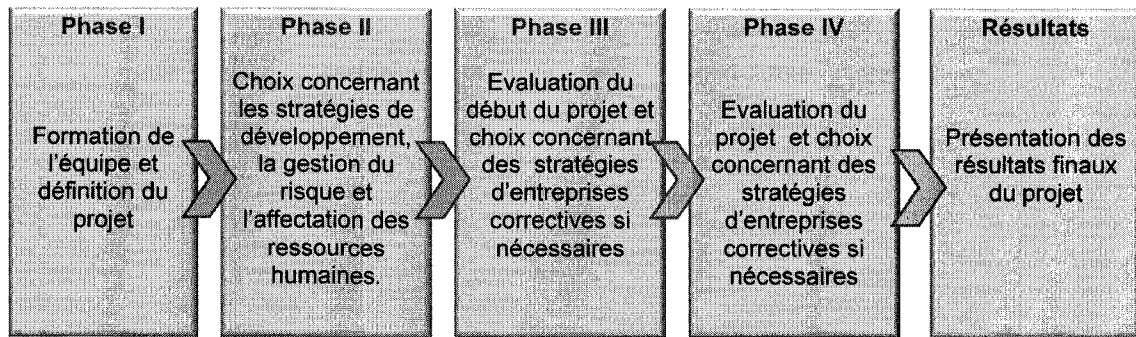 Phase I
Formation de
l'équipe et
définition du
projet
Phase II
Choix concernant
les stratégies de
développement,
la gestion du
risque et
l'affectation des
ressources
humaines.
Phase III
Evaluation du
début du projet et
choix concernant
des stratégies
d'entreprises
correctives si
nécessaires
Phase IV
Evaluation du
projet et choix
concernant des
stratégies
d'entreprises
correctives si
nécessaires
Résultats
Présentation des
résultats finaux
du projet